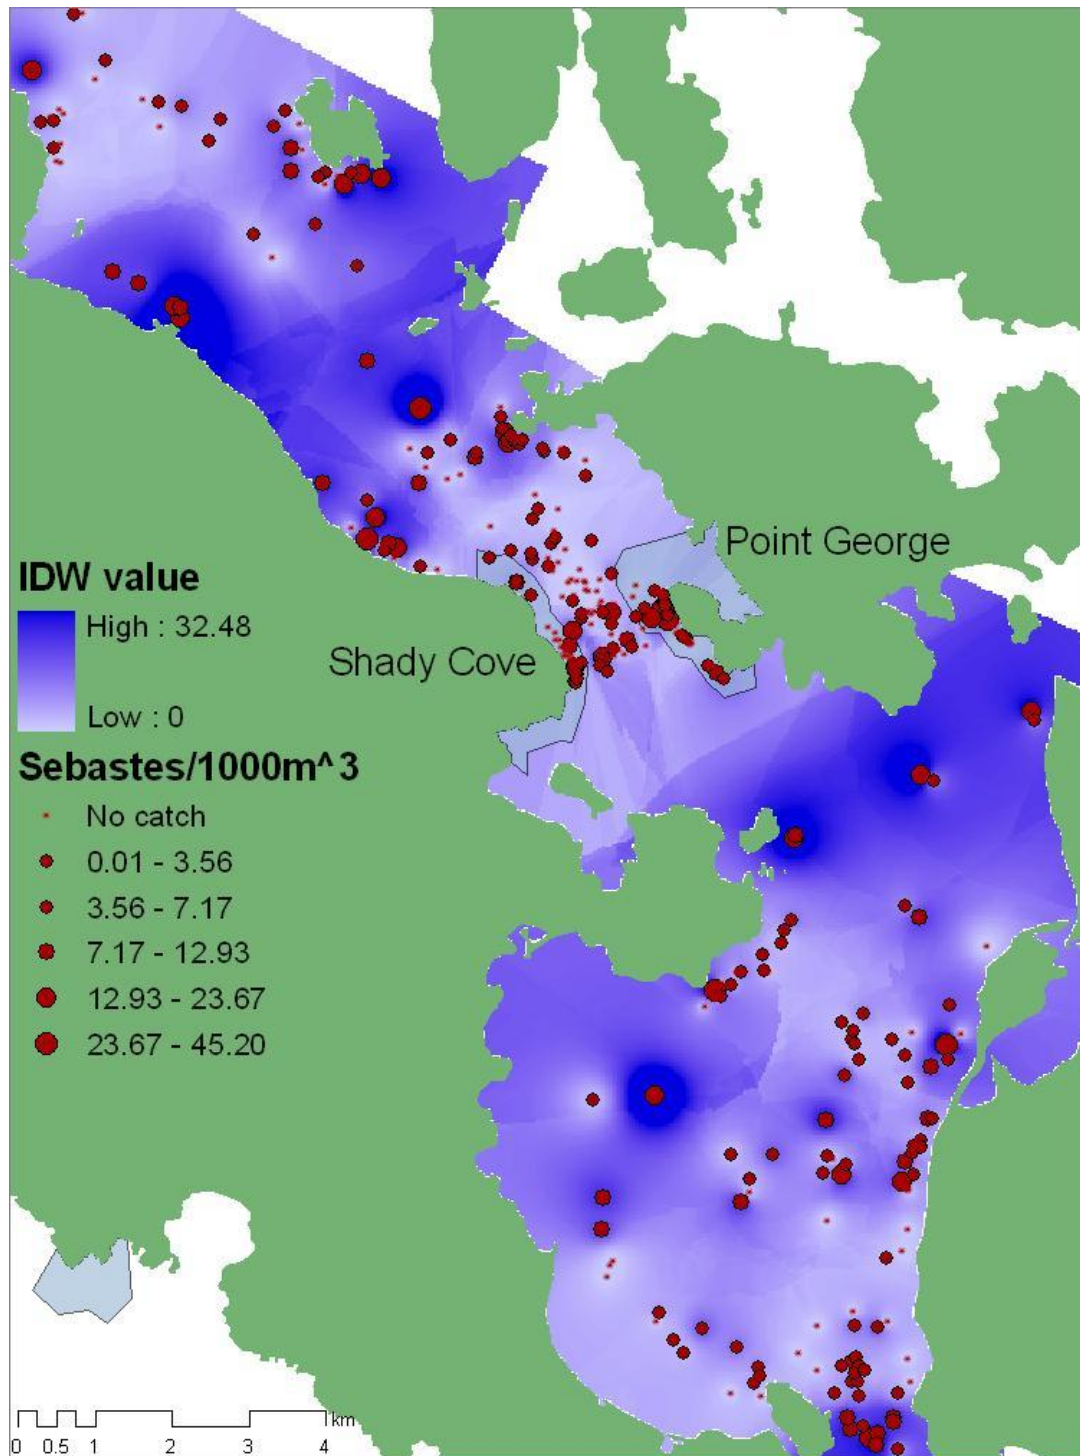 Point George
IDW value
High : 32.48
Shady Cove
Low : 0
Sebastes/1000m^3
No catch
0.01 - 3.56
3.56 - 7.17
7.17 - 12.93
12.93 - 23.67
23.67 - 45.20
km
0 0.5 1 2 3 4